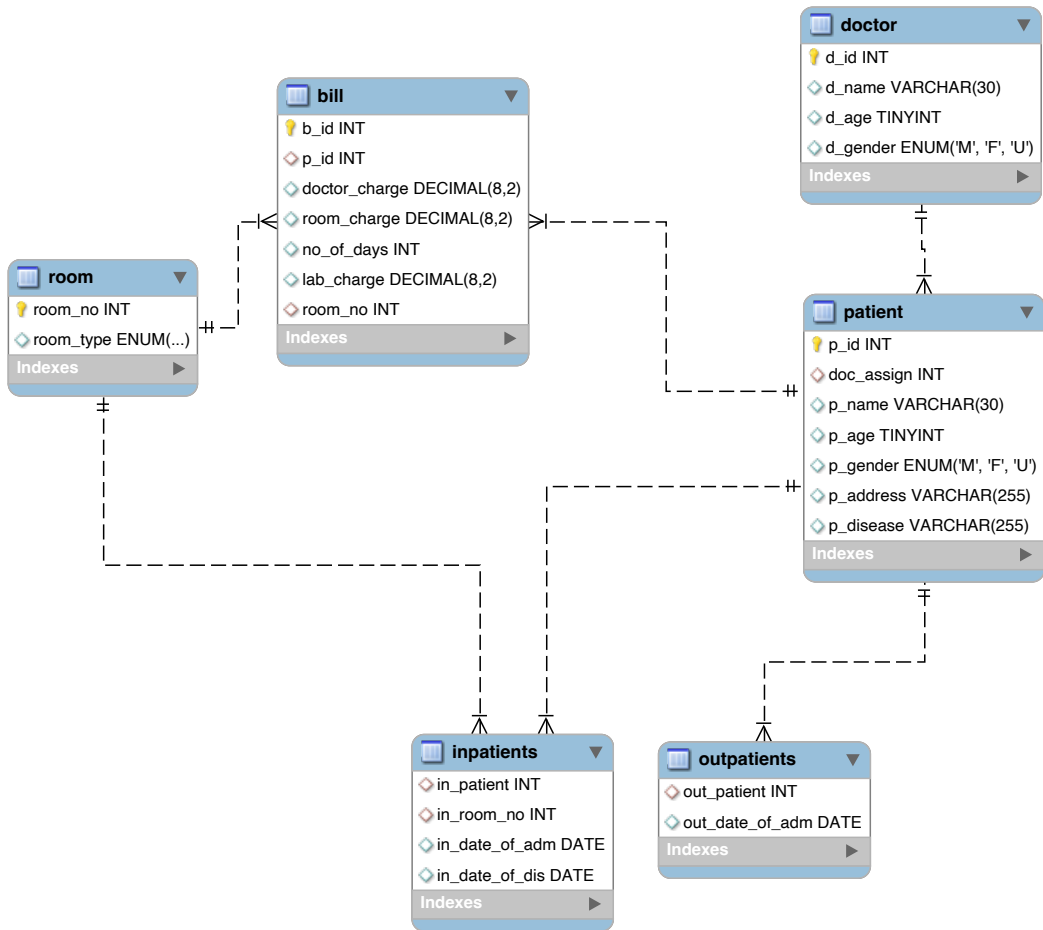 doctor
d_id INT
d_name VARCHAR(30)
d_age TINYINT
d_gender ENUM('M', 'F', 'U')
Indexes
bill
b_id INT
p_id INT
doctor_charge DECIMAL(8,2)
room_charge DECIMAL(8,2)
no_of_days INT
lab_charge DECIMAL(8,2)
room_no INT
Indexes
room
room_no INT
room_type ENUM(...)
Indexes
patient
p_id INT
doc_assign INT
p_name VARCHAR(30)
p_age TINYINT
p_gender ENUM('M', 'F', 'U')
p_address VARCHAR(255)
p_disease VARCHAR(255)
Indexes
inpatients
in_patient INT
in_room_no INT
in_date_of_adm DATE
in_date_of_dis DATE
Indexes
outpatients
out_patient INT
out_date_of_adm DATE
Indexes